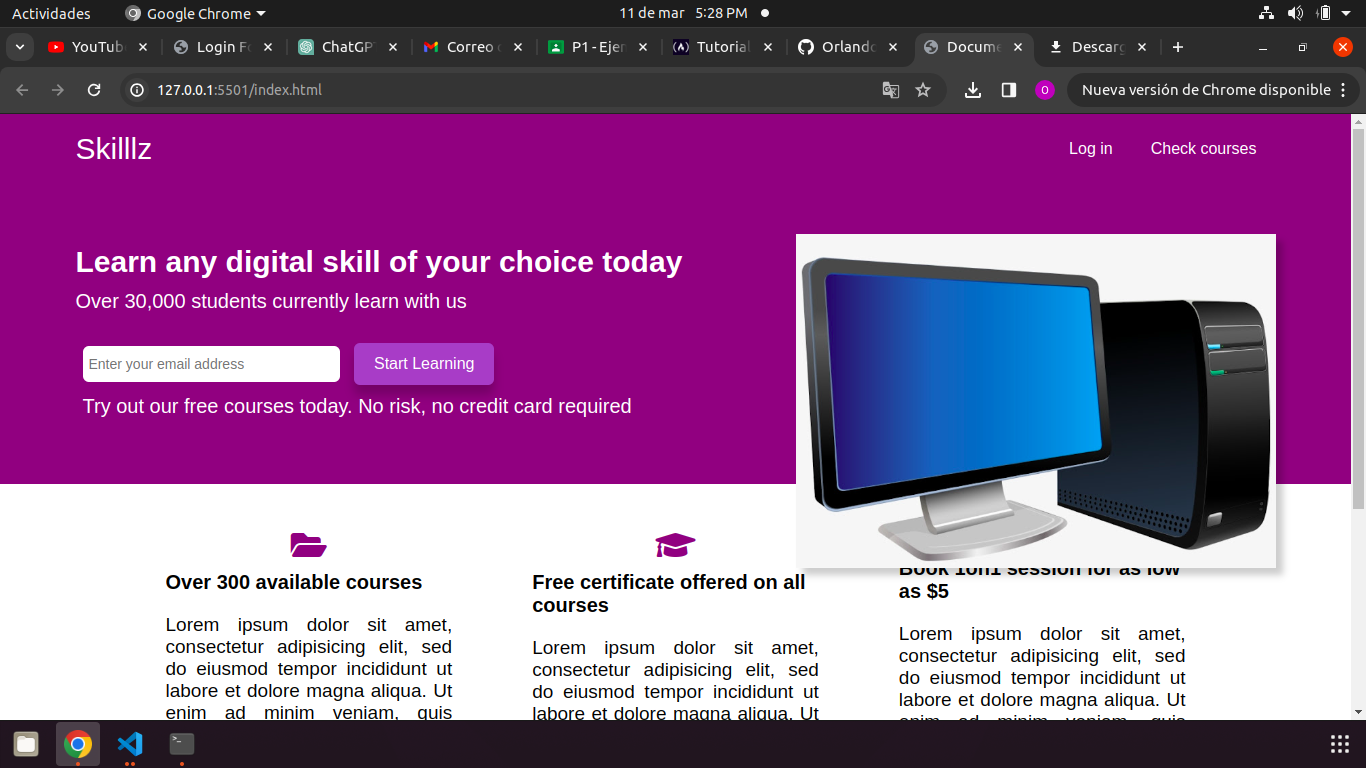 Actividades
Google Chrome
11 de mar 5:28 PM
YouTub
Login Fo
ChatGP
Correo
P1 - Ejer
Tutorial
Orlando
Docume
Descarg
127.0.0.1:5501/index.html
O
Nueva versión de Chrome disponible
Skilllz
Log in
Check courses
Learn any digital skill of your choice today
Over 30,000 students currently learn with us
Enter your email address
Start Learning
Try out our free courses today. No risk, no credit card required
Over 300 available courses
Lorem ipsum dolor sit amet,
consectetur adipisicing elit, sed
do eiusmod tempor incididunt ut
labore et dolore magna aliqua. Ut
enim ad minim veniam, quis
Free certificate offered on all
courses
Lorem ipsum dolor sit amet,
consectetur adipisicing elit, sed
do eiusmod tempor incididunt ut
labore et dolore magna aliqua. Ut
Book 1on1 session for as low
as $5
Lorem ipsum dolor sit amet,
consectetur adipisicing elit, sed
do eiusmod tempor incididunt ut
labore et dolore magna aliqua. Ut
enim ad minim veniam, quis